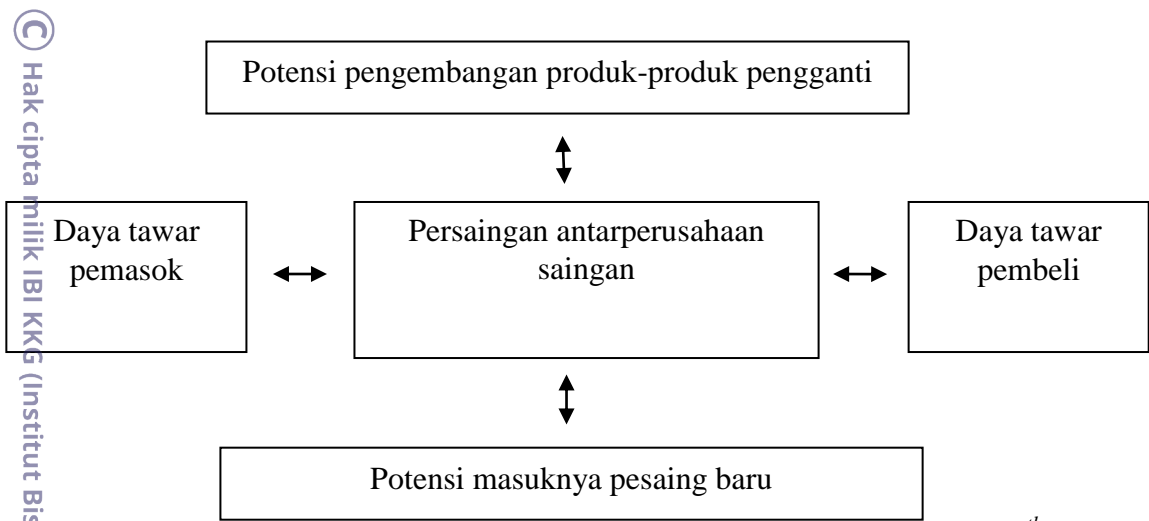 Potensi pengembangan produk-produk pengganti
Daya tawar
pemasok
Persaingan antarperusahaan
saingan
Daya tawar
pembeli
Potensi masuknya pesaing baru
th
© Hak cipta milik IBI KKG (Institut Bis